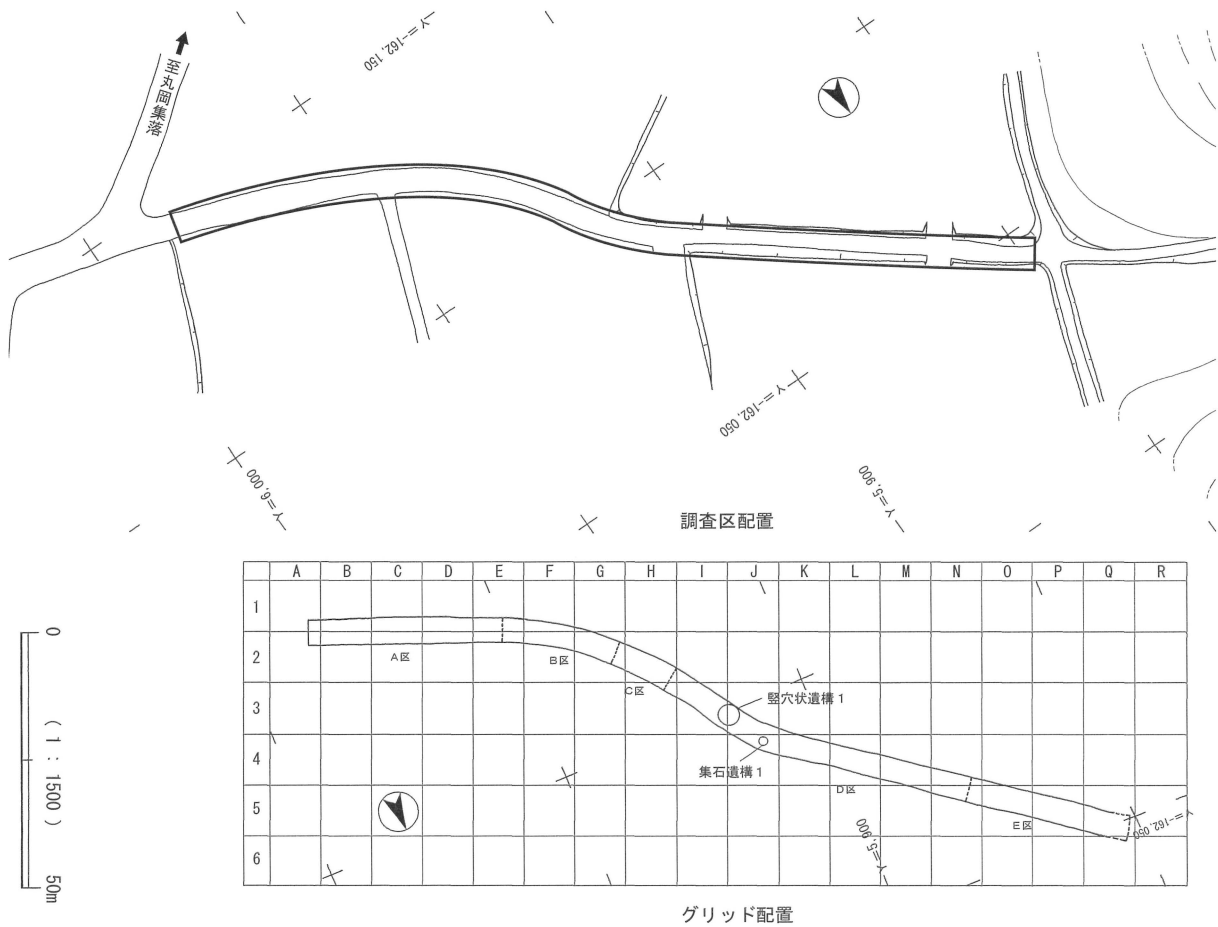 至丸岡集落
Y=-162,150
Y=-162,050
Y=6,000
Y=5,900
調査区配置
A B C D E F G H I J K L M N O P Q R
1
2
3
4
5
6
A区
B区
C区
竪穴状遺構1
集石遺構1
D区
E区
Y=5,900
Y=-162,050
0
(1:1500)
50m
グリッド配置